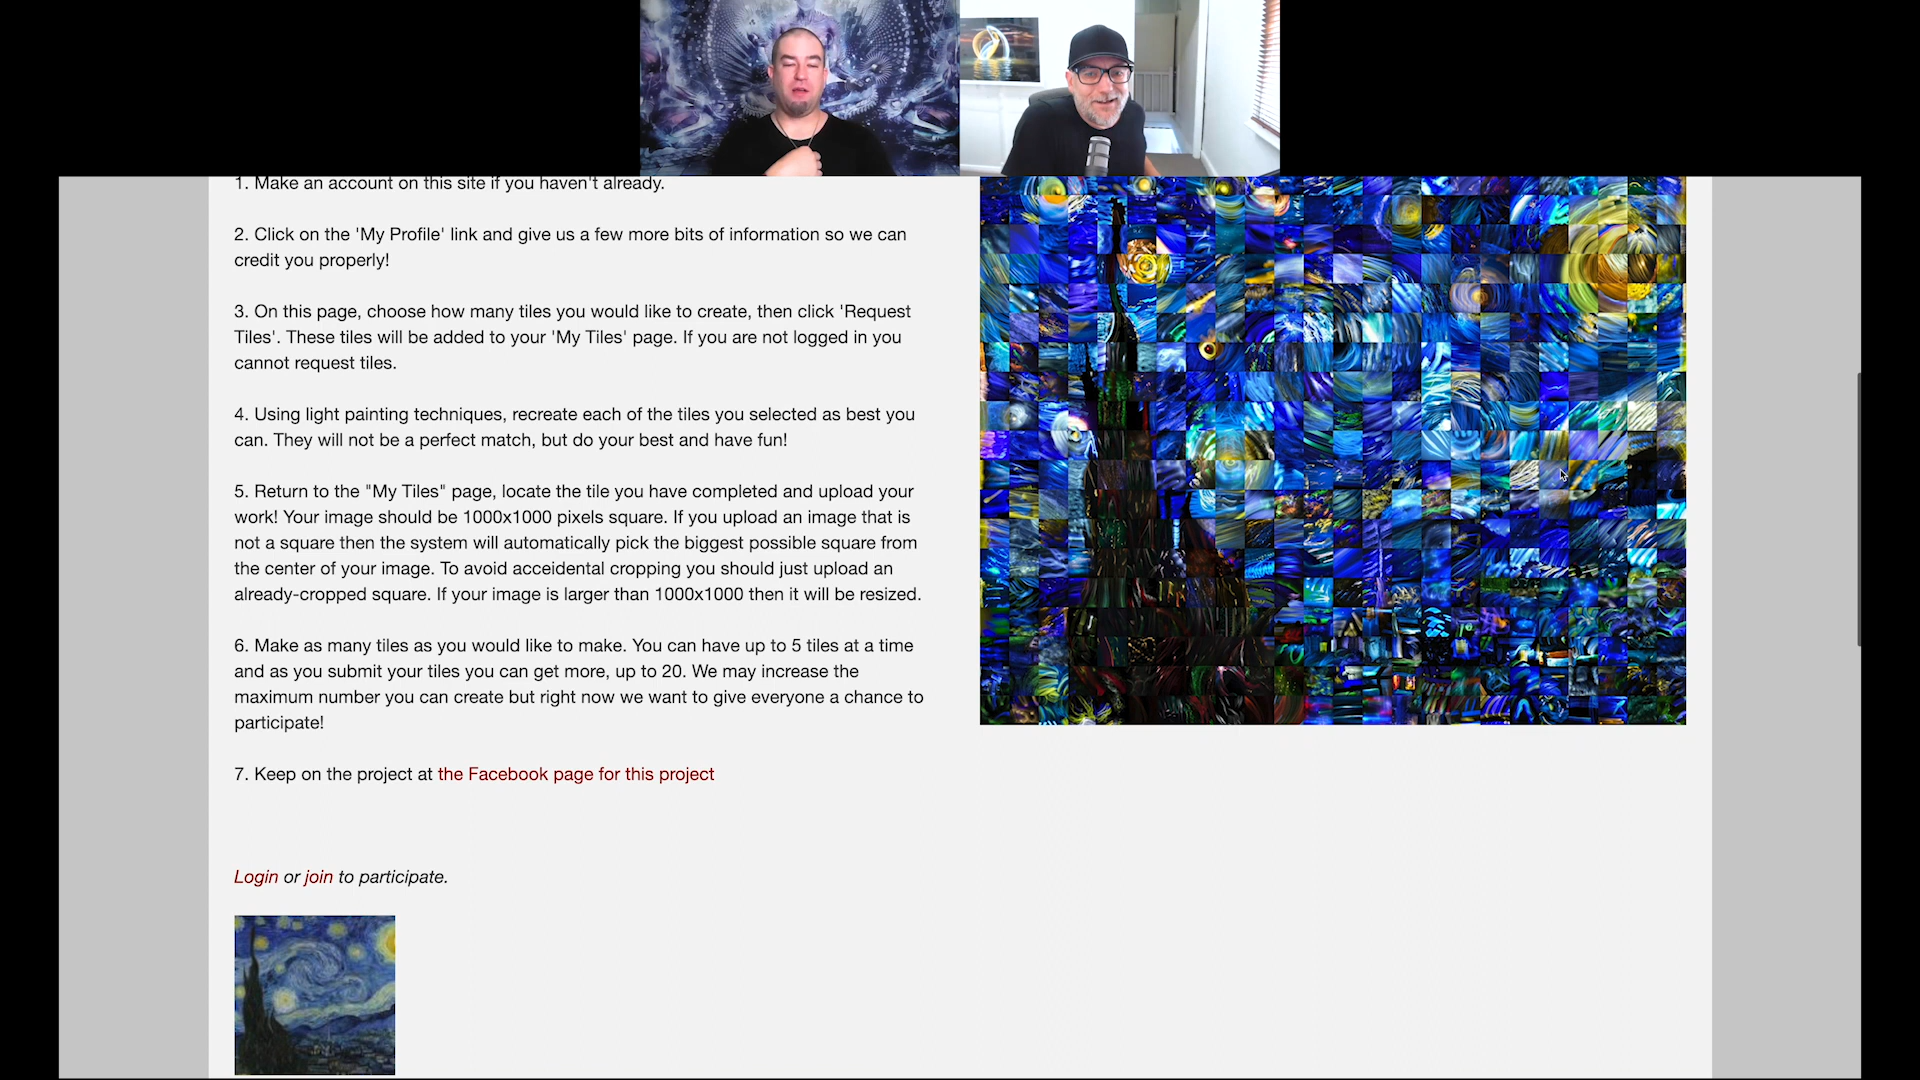 1. Make an account on this site if you haven't already.
2. Click on the 'My Profile' link and give us a few more bits of information so we can
credit you properly!
3. On this page, choose how many tiles you would like to create, then click 'Request
Tiles'. These tiles will be added to your 'My Tiles' page. If you are not logged in you
cannot request tiles.
4. Using light painting techniques, recreate each of the tiles you selected as best you
can. They will not be a perfect match, but do your best and have fun!
5. Return to the "My Tiles" page, locate the tile you have completed and upload your
work! Your image should be 1000x1000 pixels square. If you upload an image that is
not a square then the system will automatically pick the biggest possible square from
the center of your image. To avoid acceidental cropping you should just upload an
already-cropped square. If your image is larger than 1000x1000 then it will be resized.
6. Make as many tiles as you would like to make. You can have up to 5 tiles at a time
and as you submit your tiles you can get more, up to 20. We may increase the
maximum number you can create but right now we want to give everyone a chance to
participate!
7. Keep on the project at the Facebook page for this project
Login or join to participate.